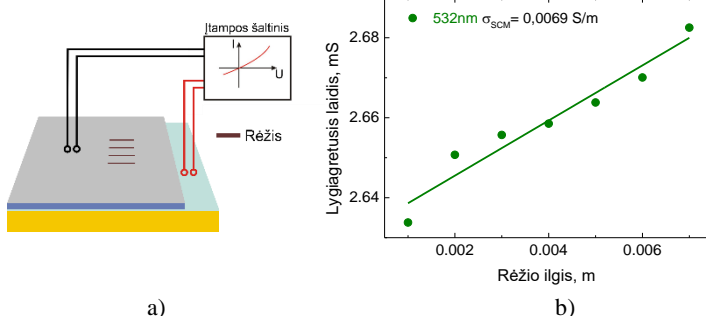 a)
Įtampos šaltinis
I
U
Rėžis
b)
532nm σSCM= 0,0069 S/m
Lygiagretusis laidis, mS
2.68
2.66
2.64
0.002
0.004
0.006
Rėžio ilgis, m
a)
b)